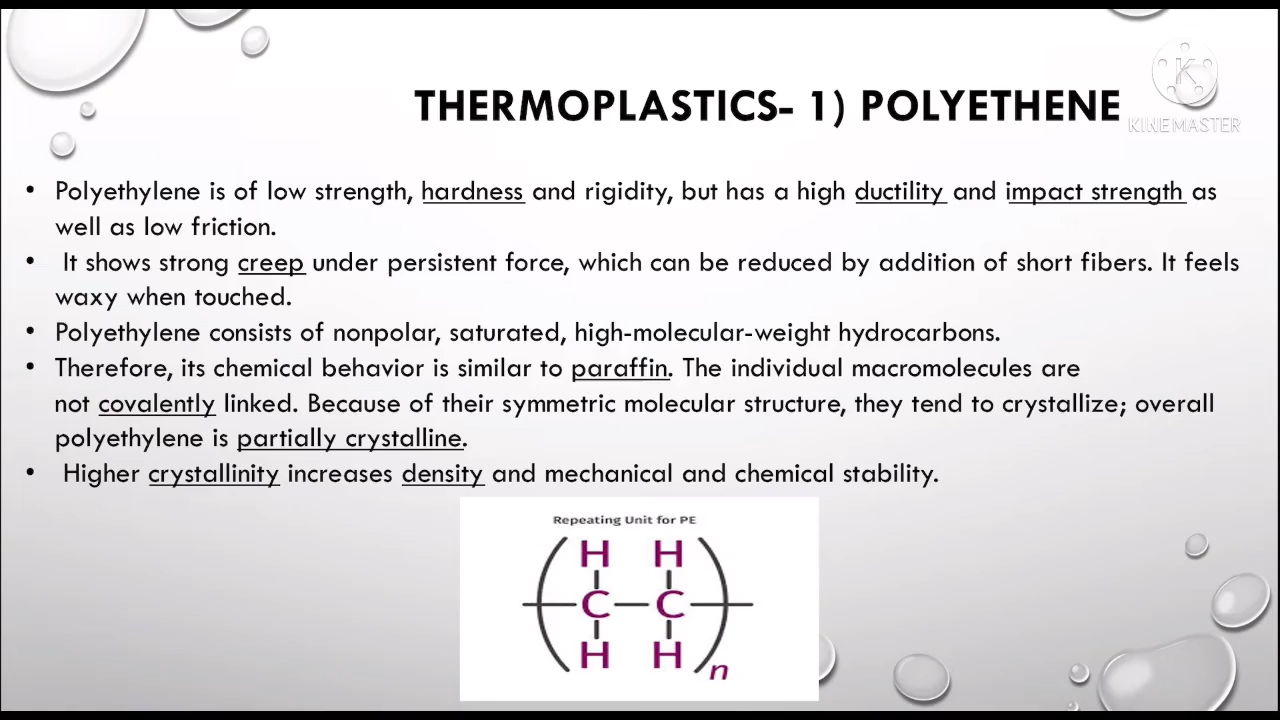 THERMOPLASTICS- 1) POLYETHENE
K
KINEMASTER
• Polyethylene is of low strength, hardness and rigidity, but has a high ductility and impact strength as
well as low friction.
• It shows strong creep under persistent force, which can be reduced by addition of short fibers. It feels
waxy when touched.
• Polyethylene consists of nonpolar, saturated, high-molecular-weight hydrocarbons.
• Therefore, its chemical behavior is similar to paraffin. The individual macromolecules are
not covalently linked. Because of their symmetric molecular structure, they tend to crystallize; overall
polyethylene is partially crystalline.
• Higher crystallinity increases density and mechanical and chemical stability.
Repeating Unit for PE
H H
C C
H H
n